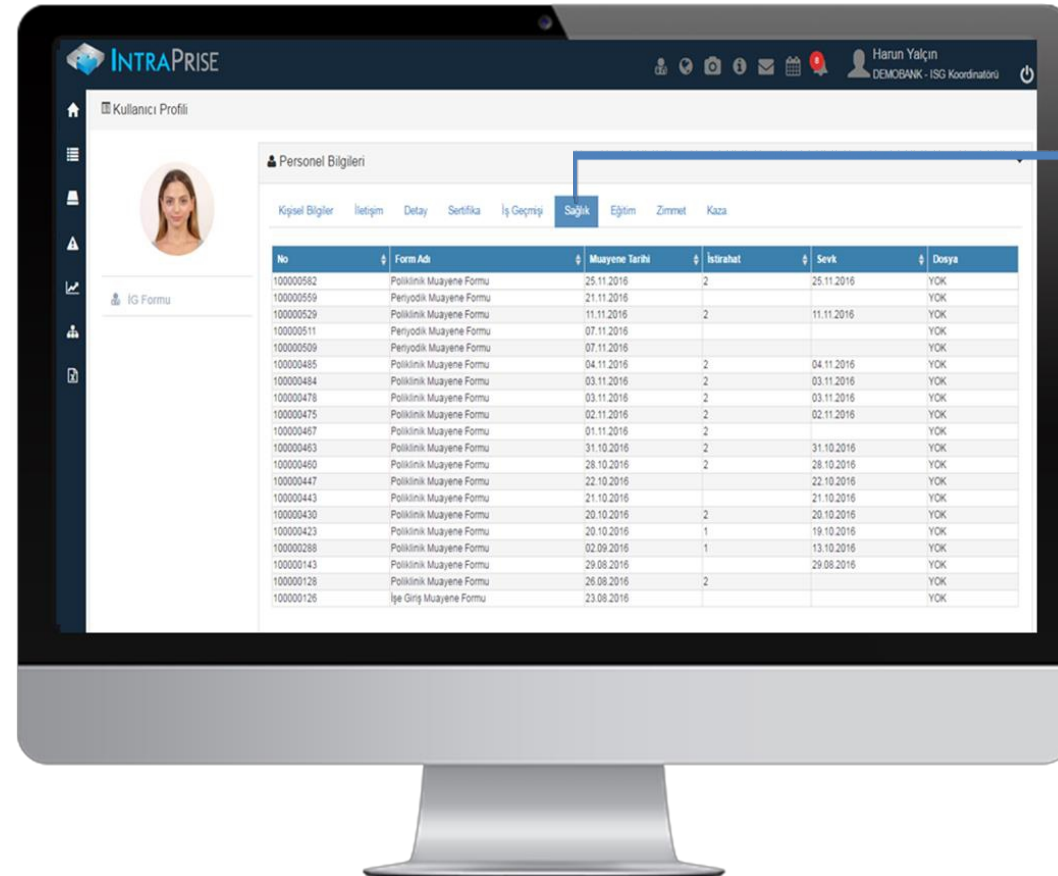 INTRAPRISE
Harun Yalçın
DEMOBANK - ISG Koordinatörü
Kullanıcı Profili
Personel Bilgileri
Kişisel Bilgiler İletişim Detay Sertifika İş Geçmişi Sağlık Eğitim Zimmet Kaza
İG Formu
No Form Adı Muayene Tarihi İstirahat Sevk Dosya
100000582 Poliklinik Muayene Formu 25.11.2016 2 25.11.2016 YOK
100000559 Periyodik Muayene Formu 21.11.2016 YOK
100000529 Poliklinik Muayene Formu 11.11.2016 2 11.11.2016 YOK
100000511 Periyodik Muayene Formu 07.11.2016 YOK
100000509 Periyodik Muayene Formu 07.11.2016 YOK
100000485 Poliklinik Muayene Formu 04.11.2016 2 04.11.2016 YOK
100000484 Poliklinik Muayene Formu 03.11.2016 2 03.11.2016 YOK
100000478 Poliklinik Muayene Formu 03.11.2016 2 03.11.2016 YOK
100000475 Poliklinik Muayene Formu 02.11.2016 2 02.11.2016 YOK
100000467 Poliklinik Muayene Formu 01.11.2016 2 YOK
100000463 Poliklinik Muayene Formu 31.10.2016 2 31.10.2016 YOK
100000460 Poliklinik Muayene Formu 28.10.2016 2 28.10.2016 YOK
100000447 Poliklinik Muayene Formu 22.10.2016 22.10.2016 YOK
100000443 Poliklinik Muayene Formu 21.10.2016 21.10.2016 YOK
100000430 Poliklinik Muayene Formu 20.10.2016 2 20.10.2016 YOK
100000423 Poliklinik Muayene Formu 20.10.2016 1 19.10.2016 YOK
100000288 Poliklinik Muayene Formu 02.09.2016 1 13.10.2016 YOK
100000143 Poliklinik Muayene Formu 29.08.2016 29.08.2016 YOK
100000128 Poliklinik Muayene Formu 26.08.2016 2 YOK
100000126 İşe Giriş Muayene Formu 23.08.2016 YOK